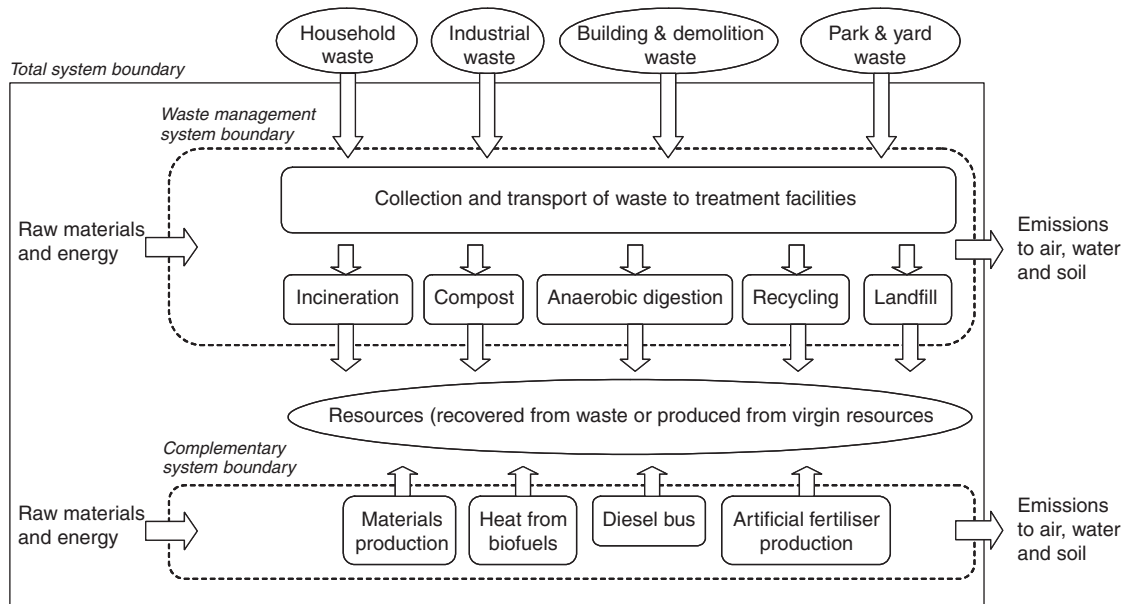 Household
waste
Industrial
waste
Building & demolition
waste
Park & yard
waste
Total system boundary
Waste management
system boundary
Collection and transport of waste to treatment facilities
Raw materials
and energy
Emissions
to air, water
and soil
Incineration
Compost
Anaerobic digestion
Recycling
Landfill
Resources (recovered from waste or produced from virgin resources
Complementary
system boundary
Raw materials
and energy
Materials
production
Heat from
biofuels
Diesel bus
Artificial fertiliser
production
Emissions
to air, water
and soil